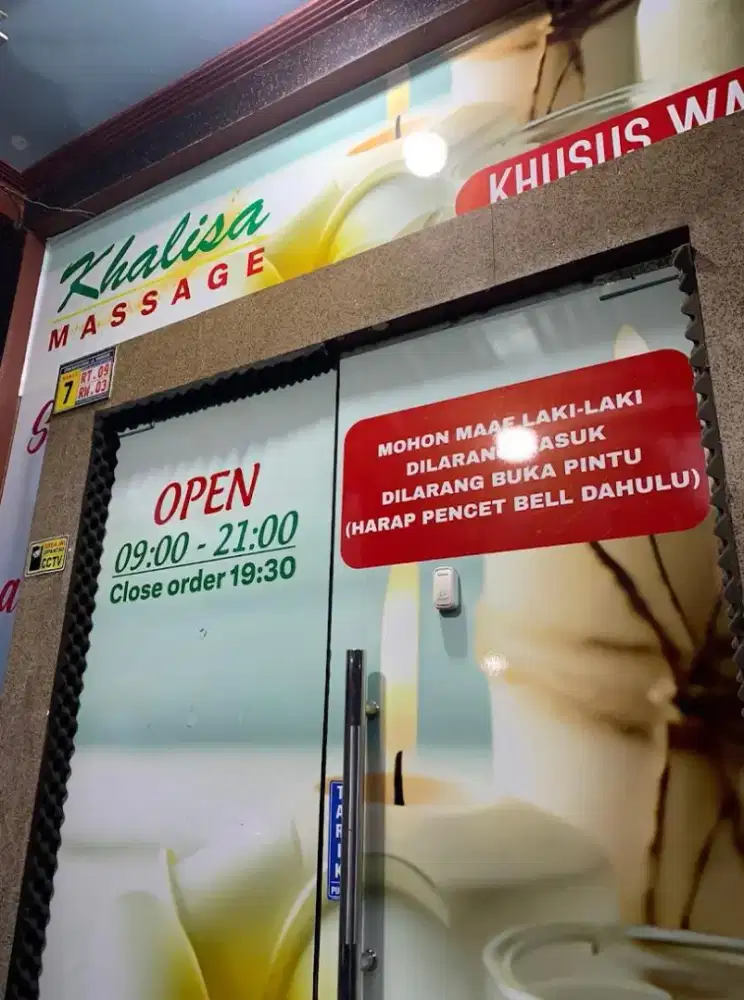 KHUSUS
Khalisa
MASSAGE
7
RT.09
RW.03
OPEN
09:00 - 21:00
Close order 19:30
MOHON MAAF LAKI-LAKI
DILARANG MASUK
DILARANG BUKA PINTU
(HARAP PENCET BELL DAHULU)
CCTV
TARIK